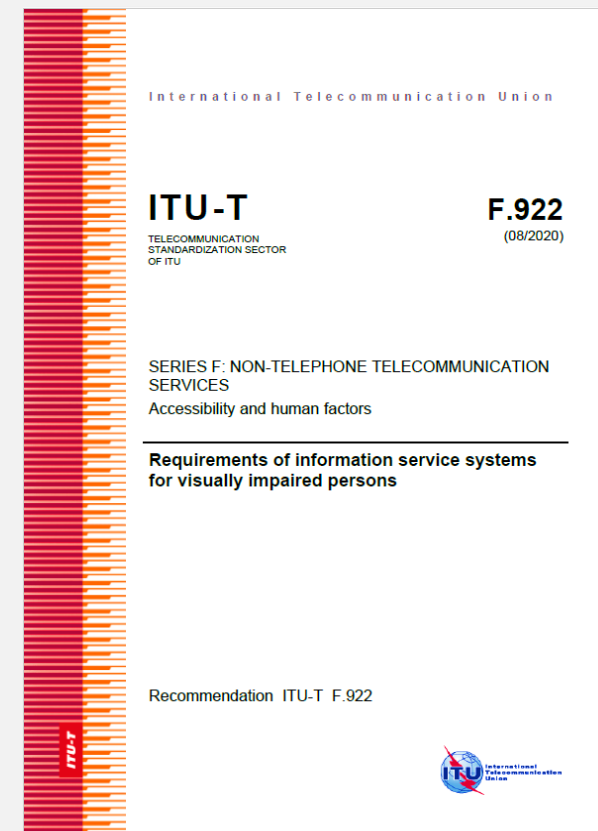 International Telecommunication Union
ITU-T
F.922
TELECOMMUNICATION
STANDARDIZATION SECTOR
OF ITU
(08/2020)
SERIES F: NON-TELEPHONE TELECOMMUNICATION
SERVICES
Accessibility and human factors
Requirements of information service systems
for visually impaired persons
Recommendation ITU-T F.922
ITU-T
ITU
International
Telecommunication
Union